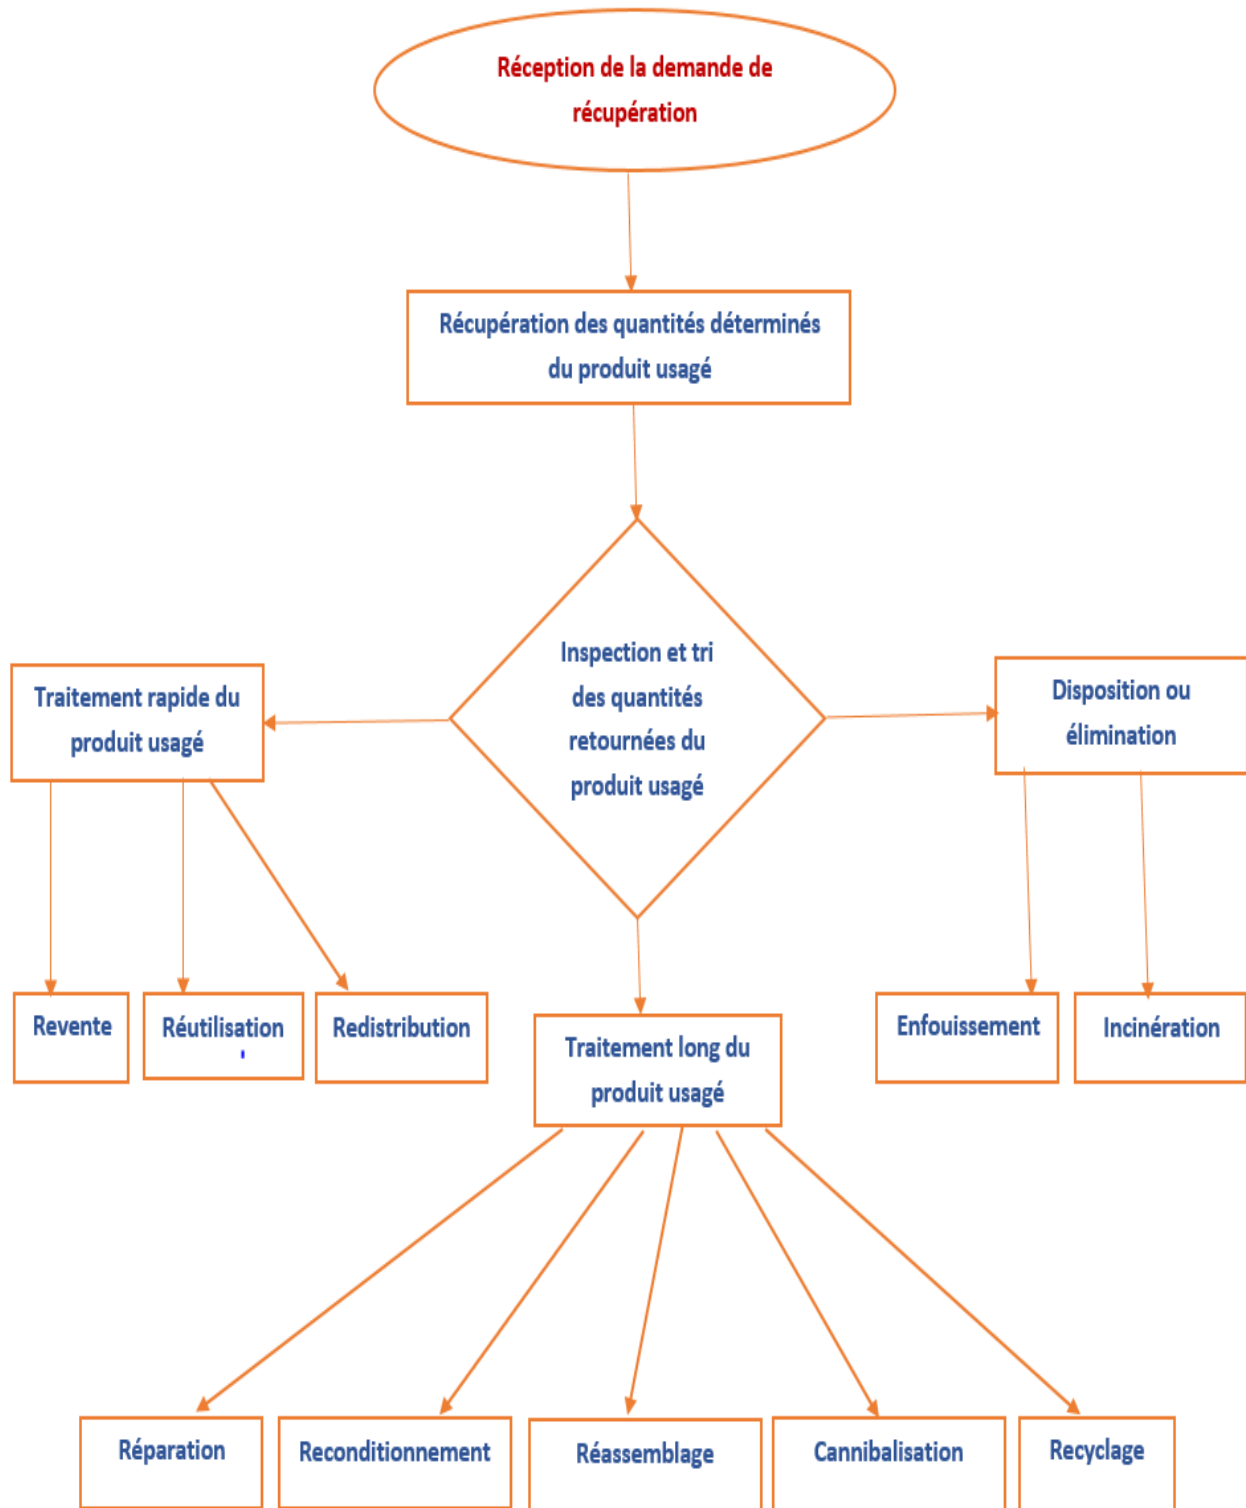 Réception de la demande de
récupération
Récupération des quantités déterminés
du produit usagé
Inspection et tri
des quantités
retournées du
produit usagé
Traitement rapide du
produit usagé
Disposition ou
élimination
Revente
Réutilisation
Redistribution
Enfouissement
Incinération
Traitement long du
produit usagé
Réparation
Reconditionnement
Réassemblage
Cannibalisation
Recyclage